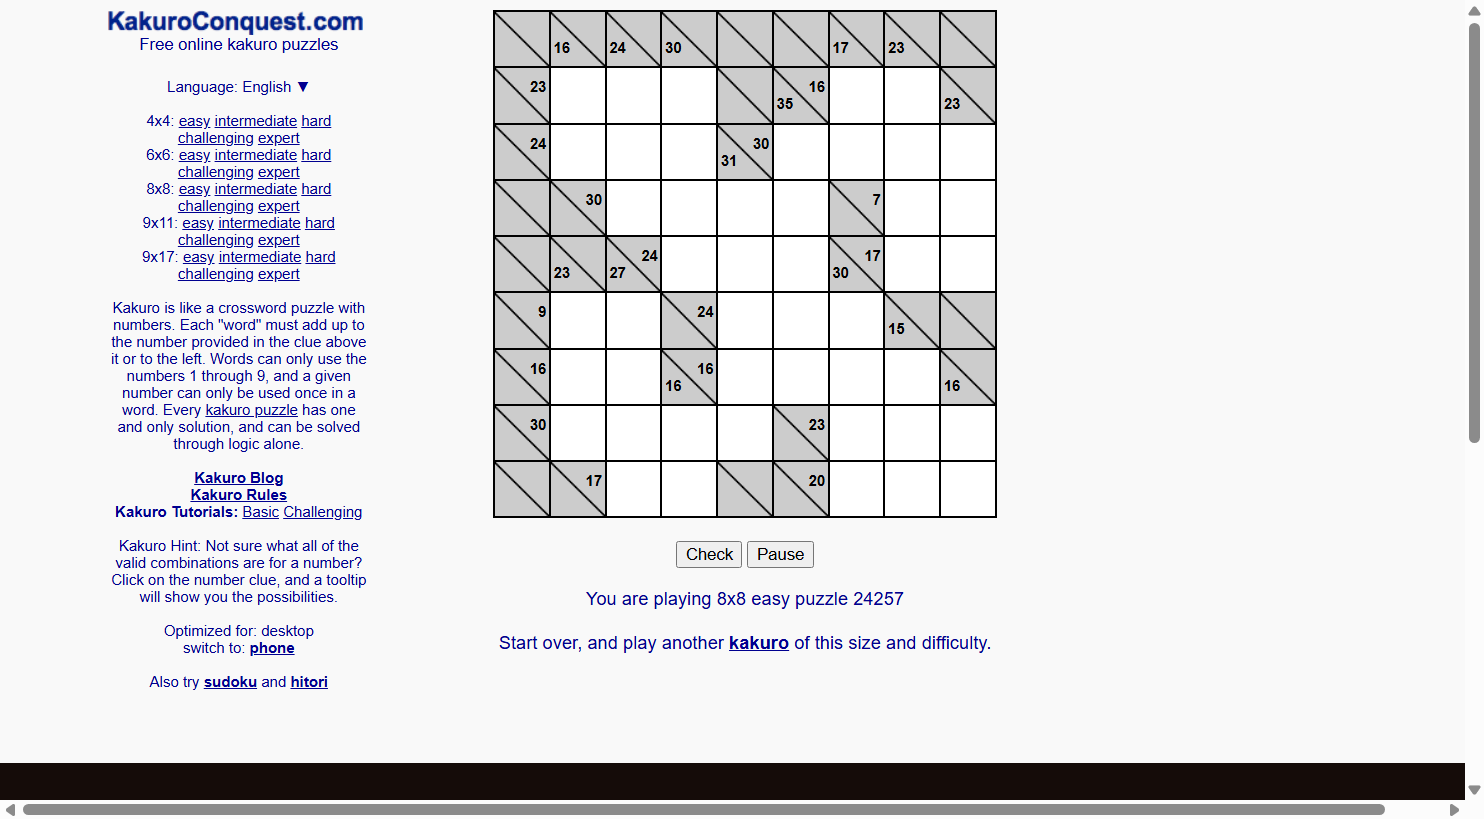 KakuroConquest.com
Free online kakuro puzzles
Language: English ▼
4x4: easy intermediate hard
challenging expert
6x6: easy intermediate hard
challenging expert
8x8: easy intermediate hard
challenging expert
9x11: easy intermediate hard
challenging expert
9x17: easy intermediate hard
challenging expert
Kakuro is like a crossword puzzle with
numbers. Each "word" must add up to
the number provided in the clue above
it or to the left. Words can only use the
numbers 1 through 9, and a given
number can only be used once in a
word. Every kakuro puzzle has one
and only solution, and can be solved
through logic alone.
Kakuro Blog
Kakuro Rules
Kakuro Tutorials: Basic Challenging
Kakuro Hint: Not sure what all of the
valid combinations are for a number?
Click on the number clue, and a tooltip
will show you the possibilities.
Optimized for: desktop
switch to: phone
Also try sudoku and hitori
16 24 30 17 23
23 35 16 23
24 31 30
30 7
23 27 24 30 17
9 24 15
16 16 16 16
30 23
17 20
Check Pause
You are playing 8x8 easy puzzle 24257
Start over, and play another kakuro of this size and difficulty.